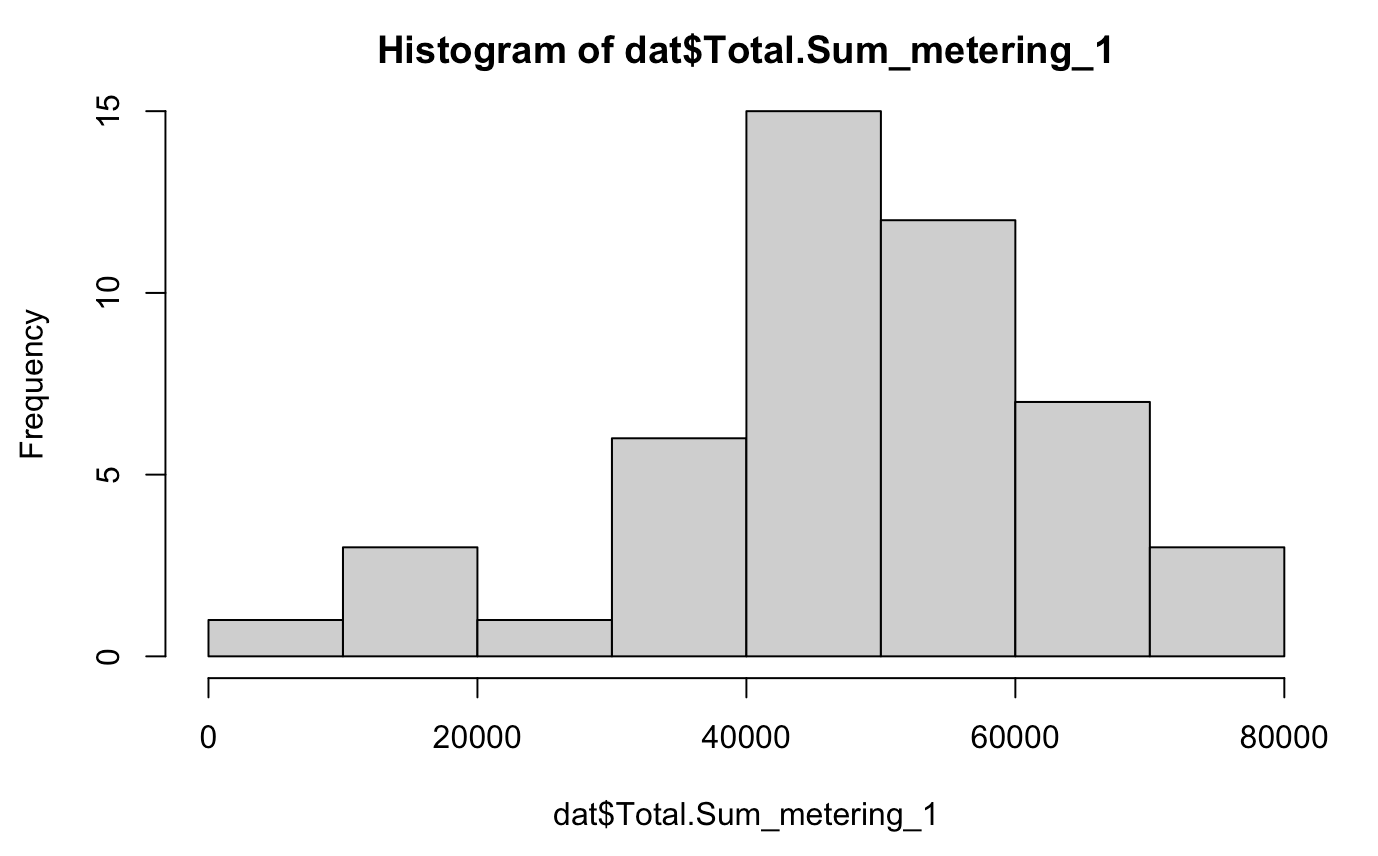 Histogram of dat$Total.Sum_metering_1
Frequency
15
10
5
0
0 20000 40000 60000 80000
dat$Total.Sum_metering_1